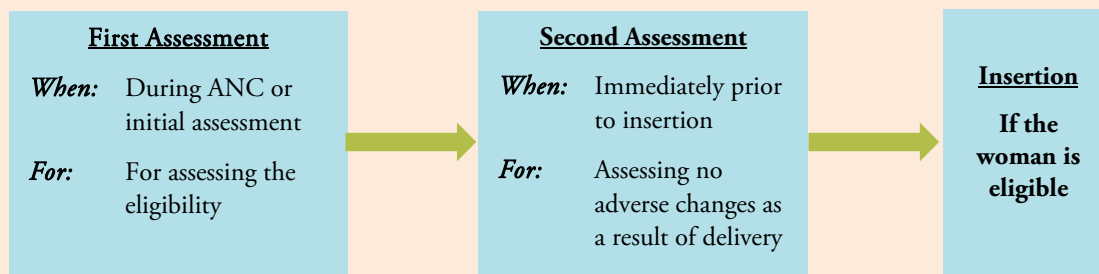 First Assessment
When: During ANC or
initial assessment
For: For assessing the
eligibility
Second Assessment
When: Immediately prior
to insertion
For: Assessing no
adverse changes as
a result of delivery
Insertion
If the
woman is
eligible